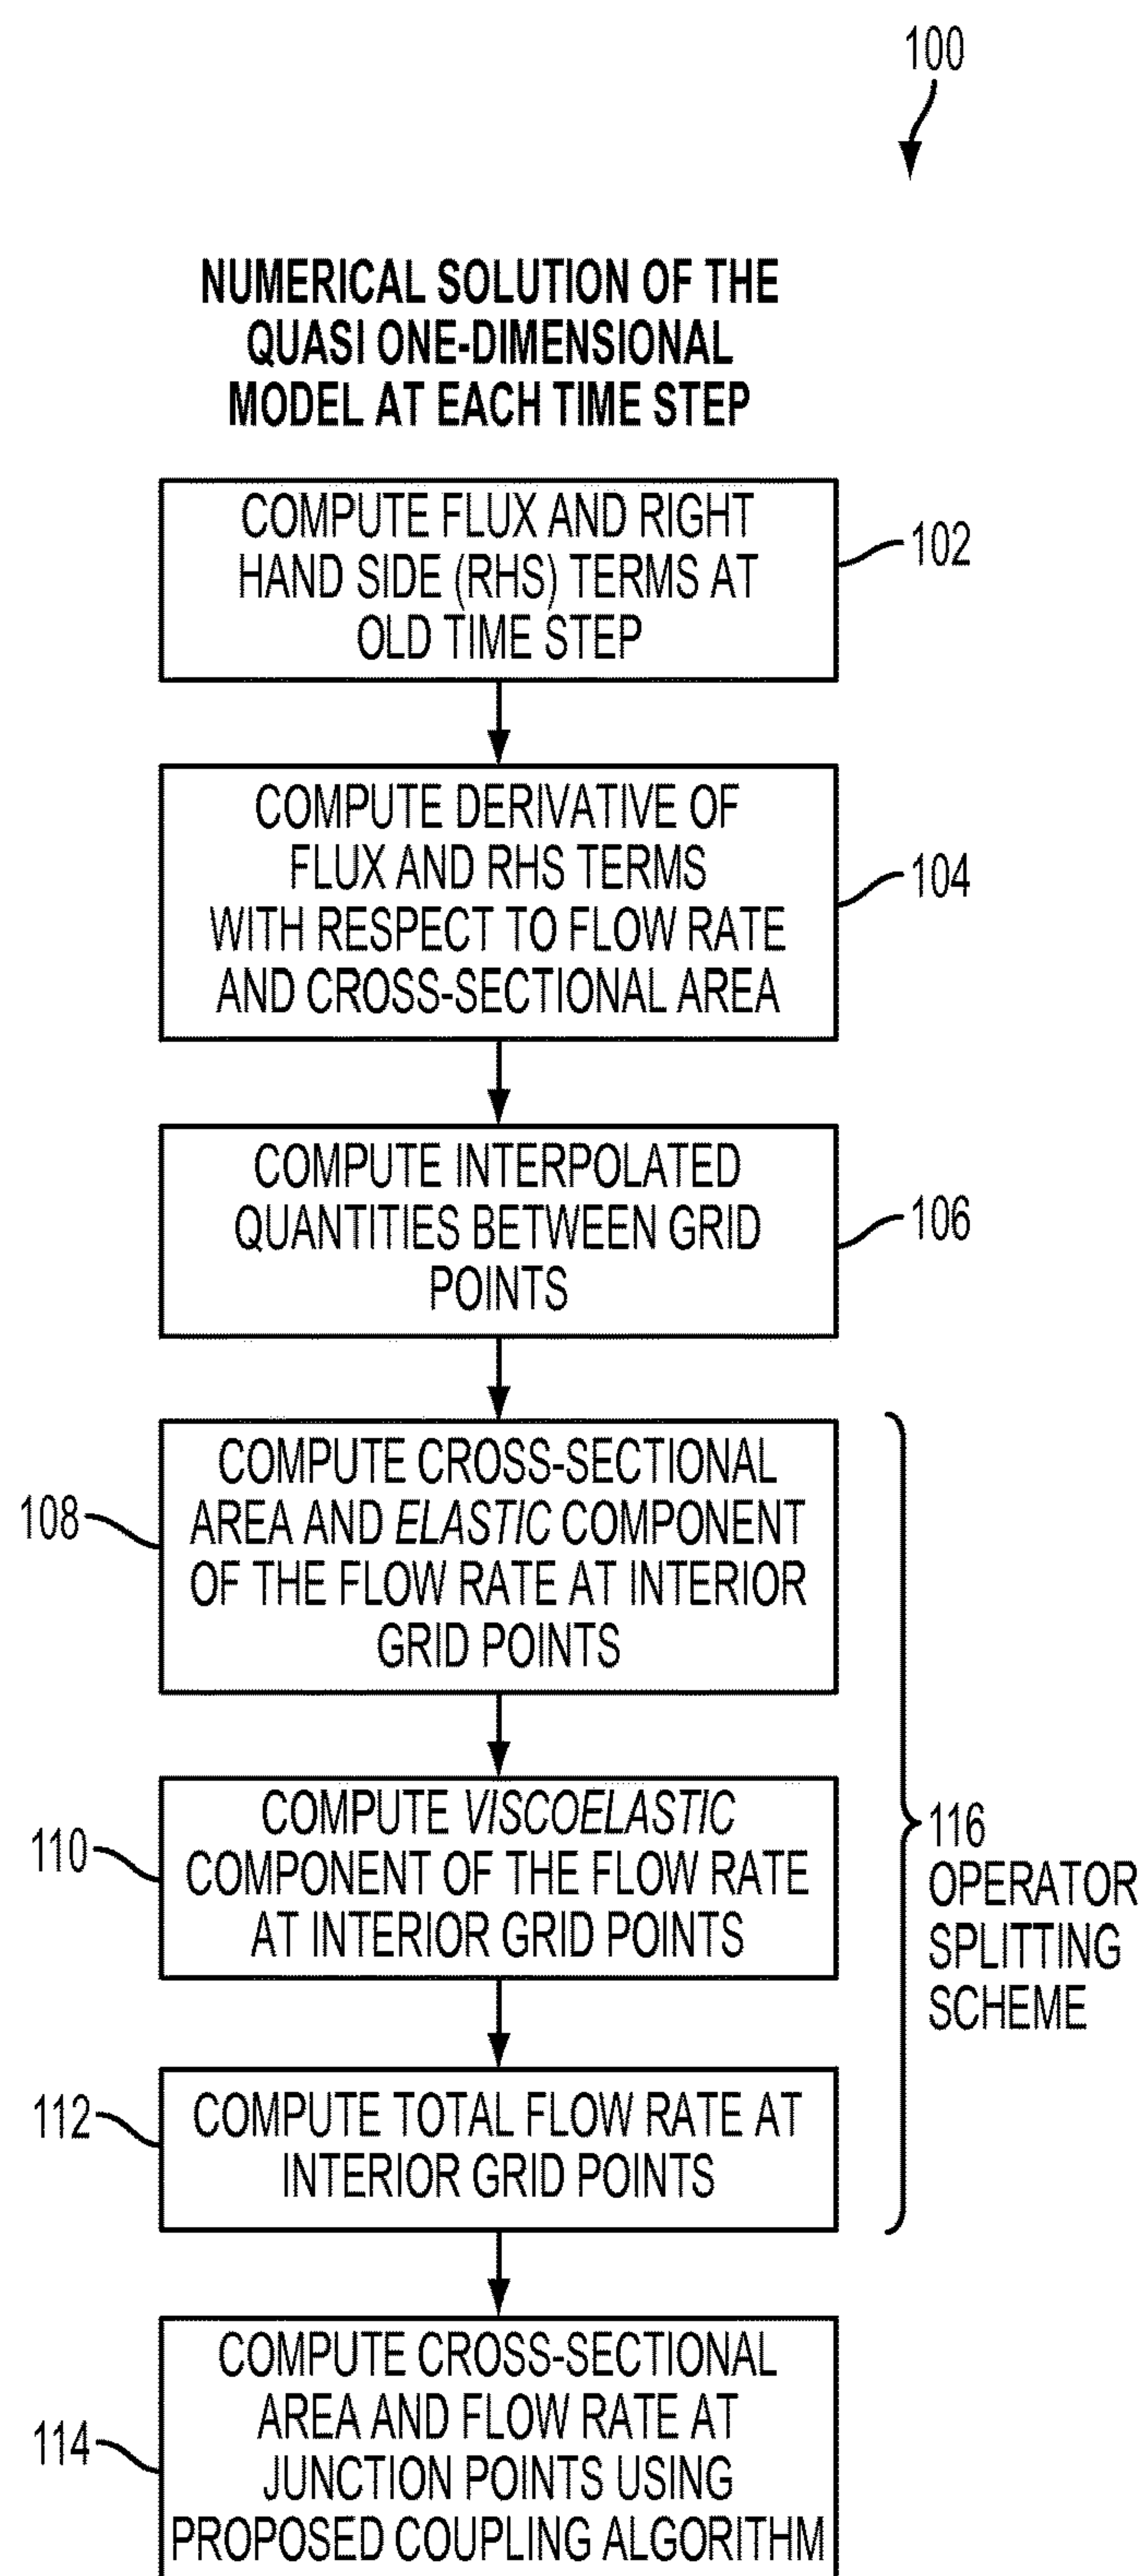 100
NUMERICAL SOLUTION OF THE
QUASI ONE-DIMENSIONAL
MODEL AT EACH TIME STEP
COMPUTE FLUX AND RIGHT
HAND SIDE (RHS) TERMS AT
OLD TIME STEP
102
COMPUTE DERIVATIVE OF
FLUX AND RHS TERMS
WITH RESPECT TO FLOW RATE
AND CROSS-SECTIONAL AREA
104
COMPUTE INTERPOLATED
QUANTITIES BETWEEN GRID
POINTS
106
108
COMPUTE CROSS-SECTIONAL
AREA AND ELASTIC COMPONENT
OF THE FLOW RATE AT INTERIOR
GRID POINTS
110
COMPUTE VISCOELASTIC
COMPONENT OF THE FLOW RATE
AT INTERIOR GRID POINTS
116
OPERATOR
SPLITTING
SCHEME
112
COMPUTE TOTAL FLOW RATE AT
INTERIOR GRID POINTS
114
COMPUTE CROSS-SECTIONAL
AREA AND FLOW RATE AT
JUNCTION POINTS USING
PROPOSED COUPLING ALGORITHM